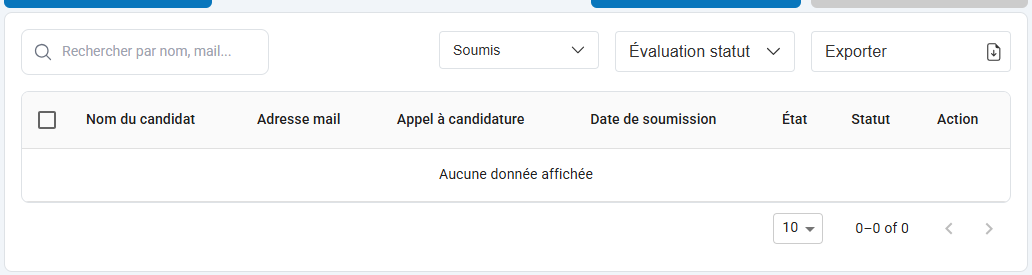 Rechercher par nom, mail... Soumis Évaluation statut Exporter
Nom du candidat Adresse mail Appel à candidature Date de soumission État Statut Action
Aucune donnée affichée
10 0–0 of 0